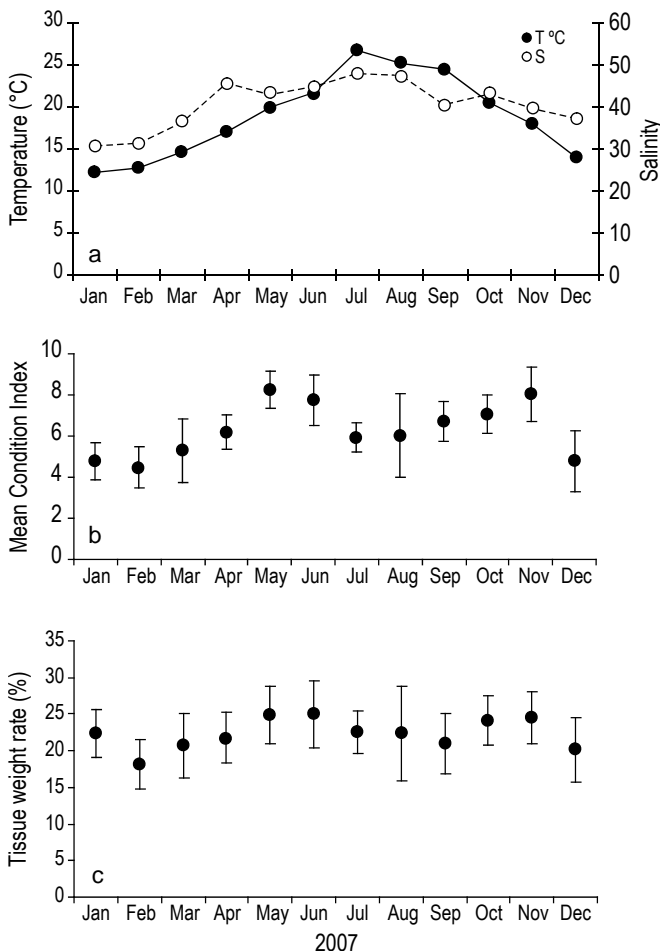 30
25
20
15
10
5
0
Temperature (°C)
60
50
40
30
20
10
0
Salinity
T ºC
S
a
Jan Feb Mar Apr May Jun Jul Aug Sep Oct Nov Dec
10
8
6
4
2
0
Mean Condition Index
b
Jan Feb Mar Apr May Jun Jul Aug Sep Oct Nov Dec
35
30
25
20
15
10
5
0
Tissue weight rate (%)
c
Jan Feb Mar Apr May Jun Jul Aug Sep Oct Nov Dec
2007